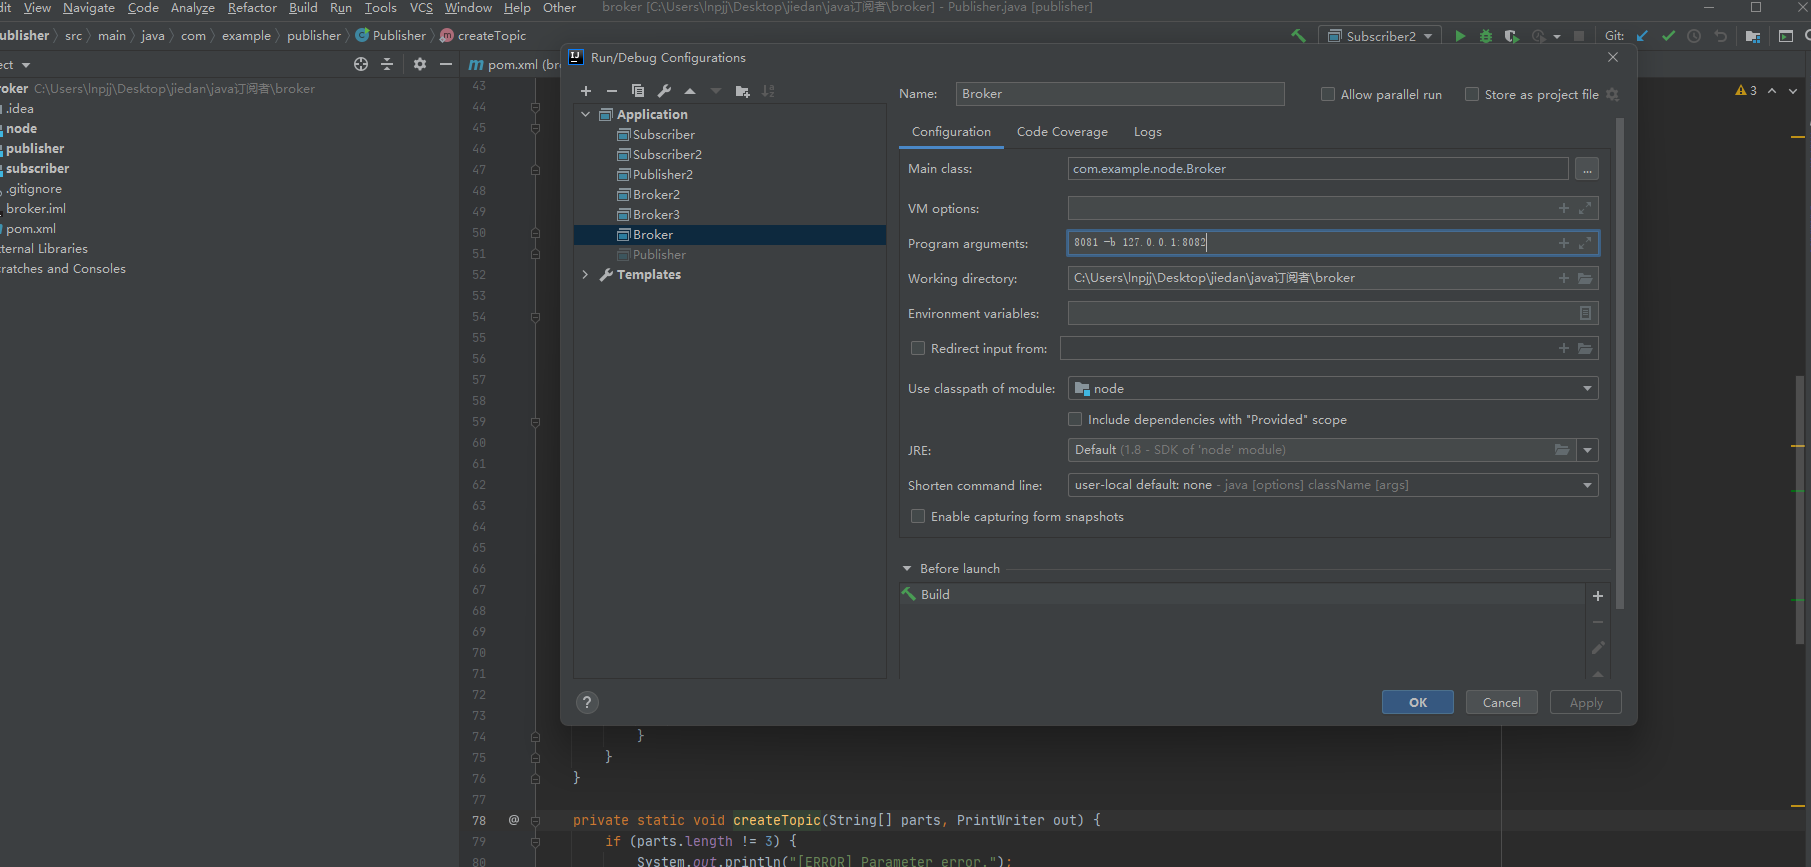 dit View Navigate Code Analyze Refactor Build Run Tools VCS Window Help Other broker [C:\Users\lnpjj\Desktop\jiedan\java订阅者\broker] - Publisher.java [publisher]
ublisher src main java com example publisher Publisher createTopic Subscriber2 Git:
ect
pom.xml (bro
roker C:\Users\lnpjj\Desktop\jiedan\java订阅者\broker
.idea
node
publisher
subscriber
.gitignore
broker.iml
pom.xml
ternal Libraries
ratches and Consoles
3
43
44
45
46
47
48
49
50
51
52
53
54
55
56
57
58
59
60
61
62
63
64
65
66
67
68
69
70
71
72
73
74 }
75 }
76 }
77
78 @ private static void createTopic(String[] parts, PrintWriter out) {
79 if (parts.length != 3) {
80 System.out.println("[ERROR] Parameter error.");
Run/Debug Configurations
Application
Subscriber
Subscriber2
Publisher2
Broker2
Broker3
Broker
Publisher
Templates
Name: Broker
Allow parallel run
Store as project file
Configuration Code Coverage Logs
Main class: com.example.node.Broker ...
VM options:
Program arguments: 8081 -b 127.0.0.1:8082
Working directory: C:\Users\lnpjj\Desktop\jiedan\java订阅者\broker
Environment variables:
Redirect input from:
Use classpath of module: node
Include dependencies with "Provided" scope
JRE: Default (1.8 - SDK of 'node' module)
Shorten command line: user-local default: none - java [options] className [args]
Enable capturing form snapshots
Before launch
Build
?
OK Cancel Apply